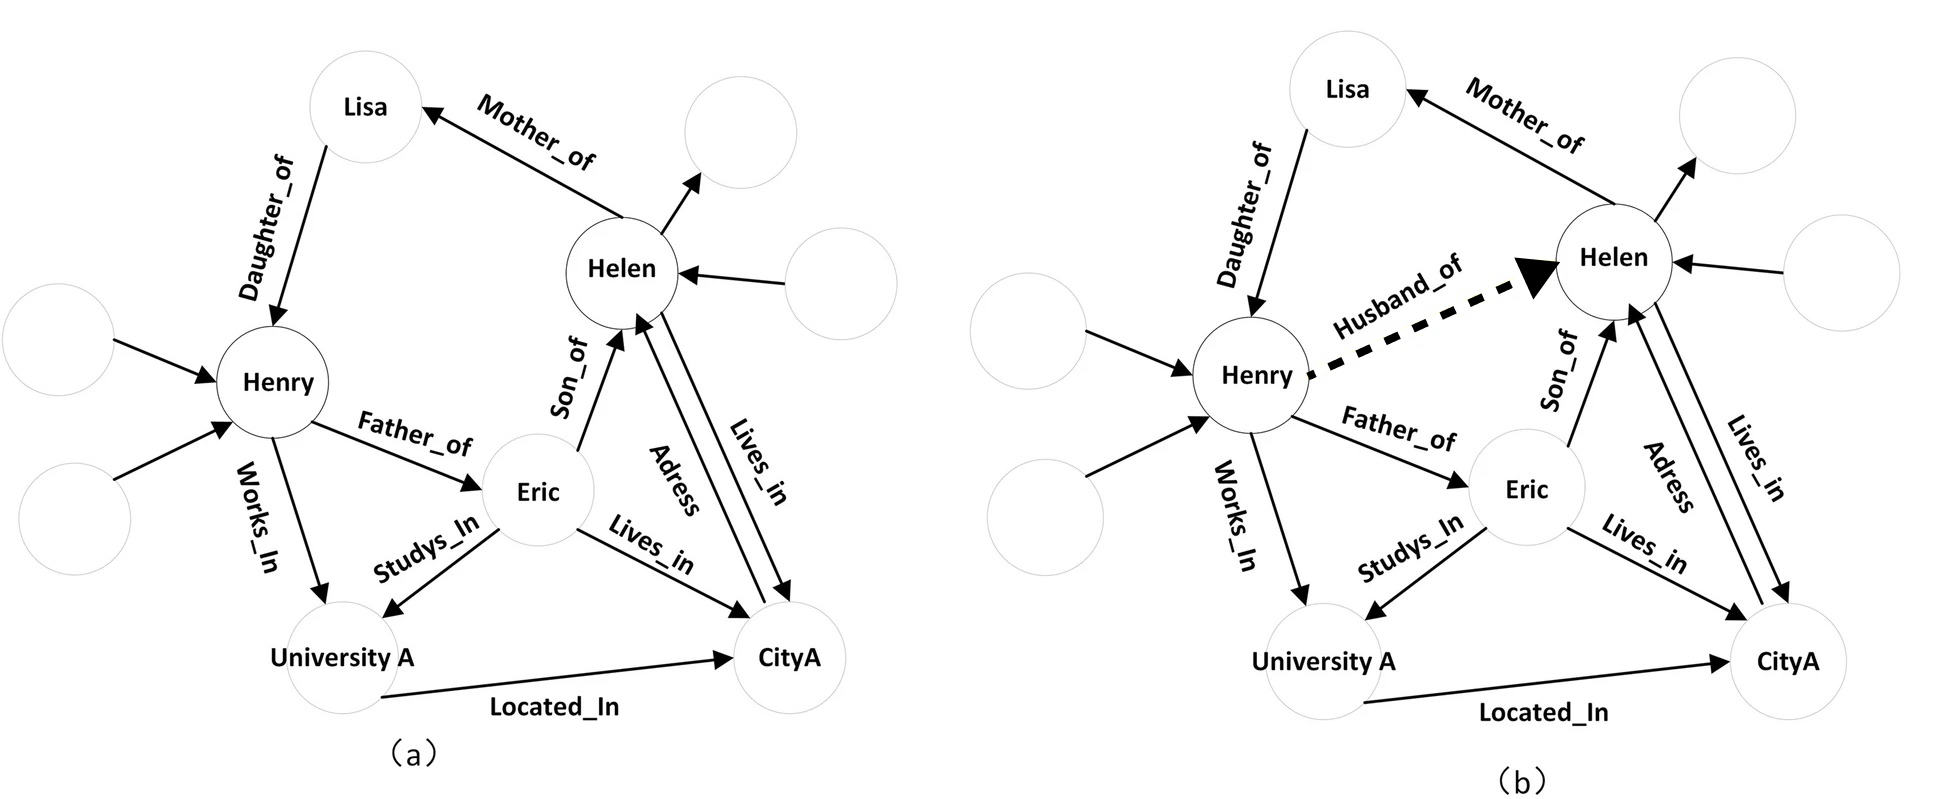 Lisa
Mother_of
Daughter_of
Helen
Henry
Father_of
Son_of
Eric
Works_In
Studys_In
Lives_in
Adress
Lives_in
University A
CityA
Located_In
(a)
Lisa
Mother_of
Daughter_of
Husband_of
Helen
Henry
Father_of
Son_of
Eric
Works_In
Studys_In
Lives_in
Adress
Lives_in
University A
CityA
Located_In
(b)